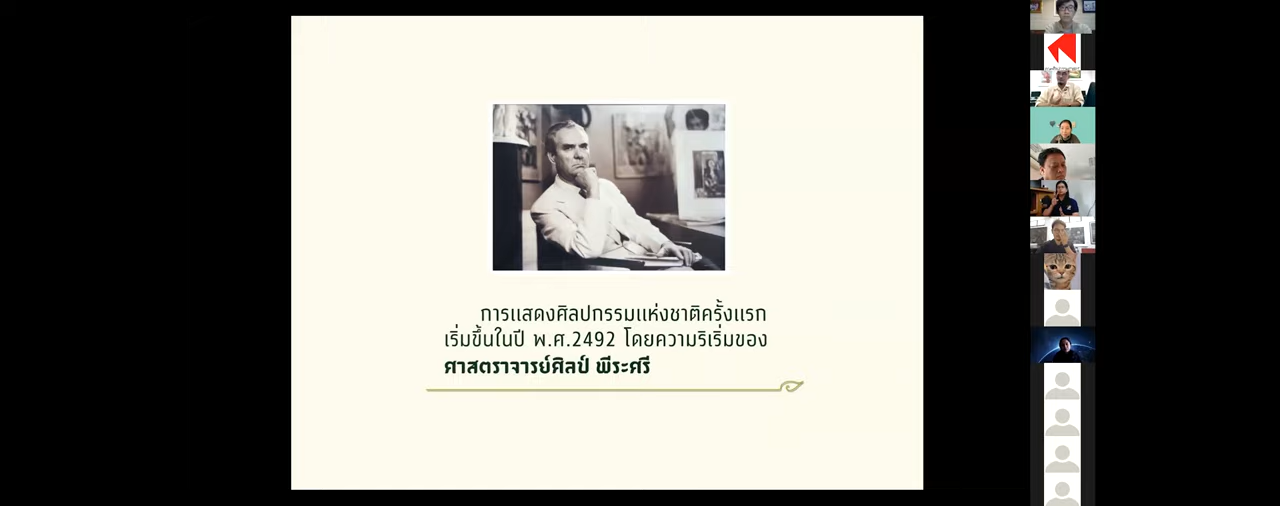 การแสดงศิลปกรรมแห่งชาติครั้งแรก
เริ่มขึ้นในปี พ.ศ.2492 โดยความริเริ่มของ
ศาสตราจารย์ศิลป์ พีระศรี